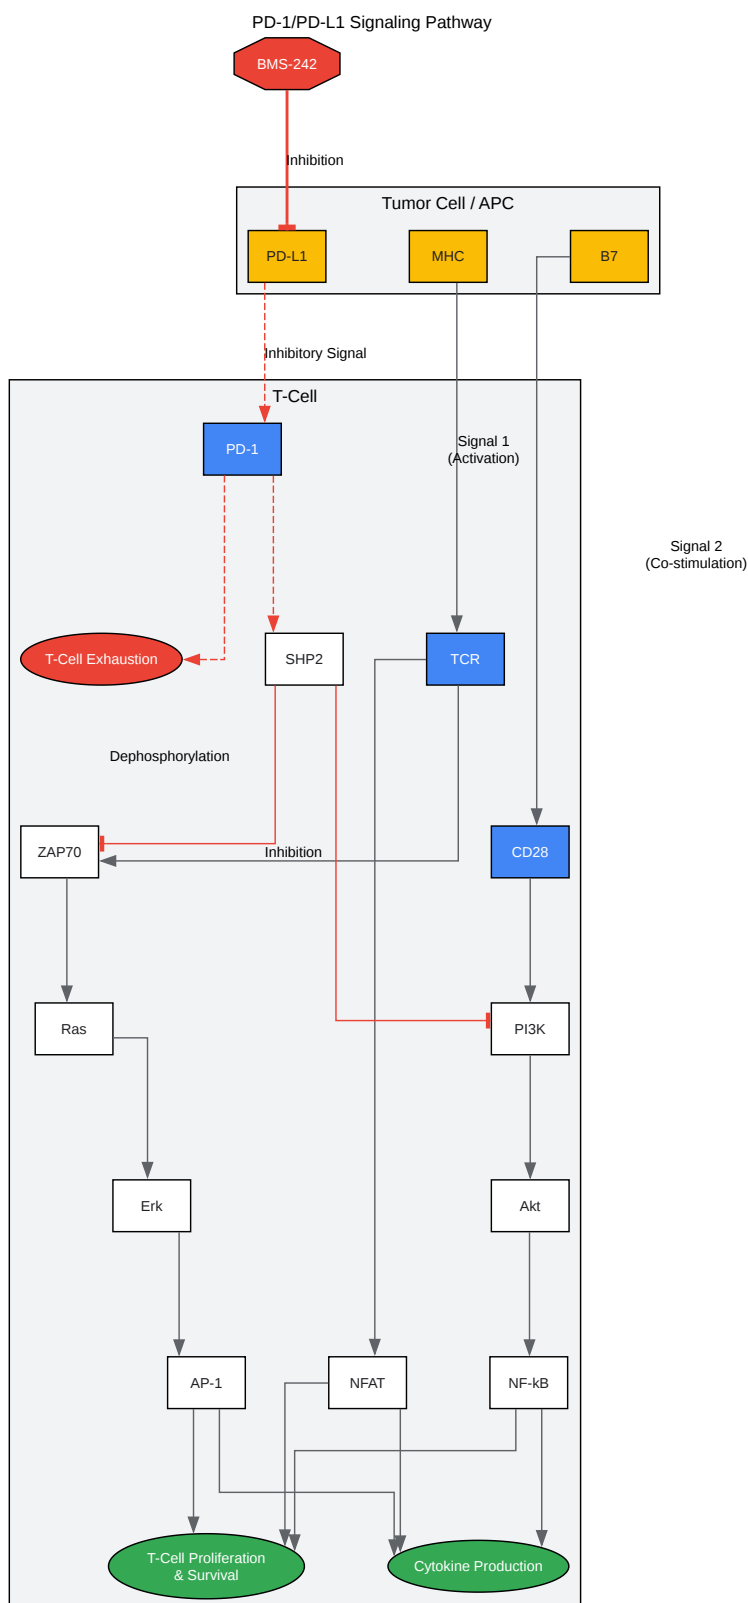 PD-1/PD-L1 Signaling Pathway
BMS-242
Inhibition
Tumor Cell / APC
PD-L1
MHC
B7
Inhibitory Signal
T-Cell
PD-1
Signal 1
(Activation)
Signal 2
(Co-stimulation)
T-Cell Exhaustion
SHP2
TCR
Dephosphorylation
ZAP70
Inhibition
CD28
Ras
PI3K
Erk
Akt
AP-1
NFAT
NF-kB
T-Cell Proliferation
& Survival
Cytokine Production